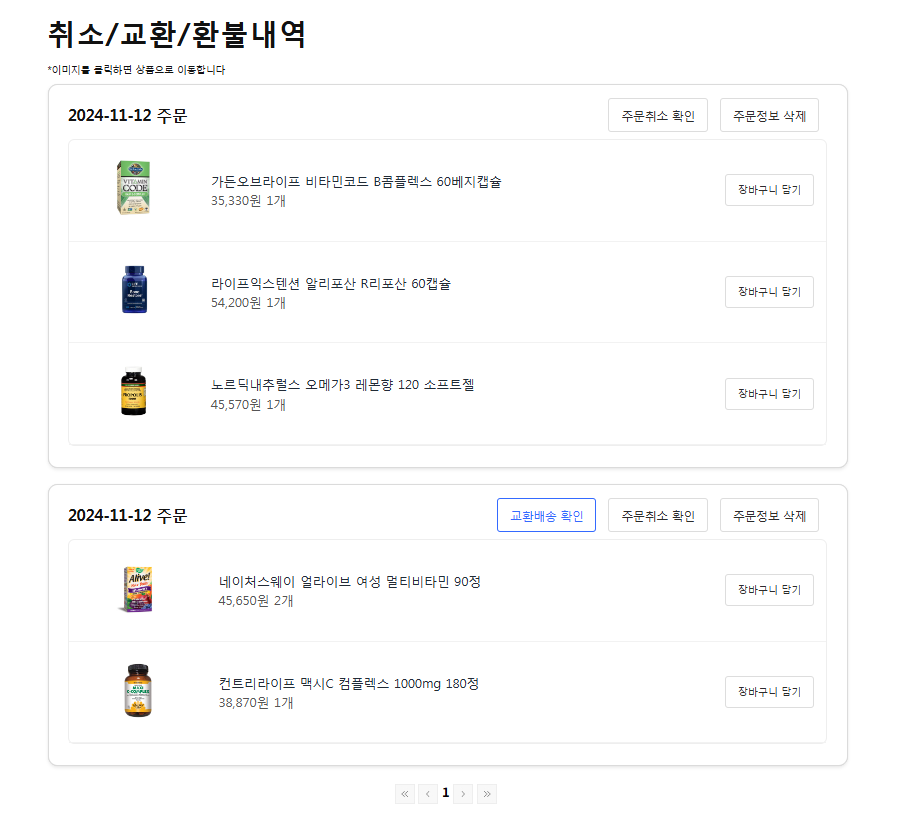 취소/교환/환불내역
*이미지를 클릭하면 상품으로 이동합니다
2024-11-12 주문
주문취소 확인
주문정보 삭제
VITAMIN
CODE
가든오브라이프 비타민코드 B콤플렉스 60베지캡슐
35,330원 1개
장바구니 담기
라이프익스텐션 알리포산 R리포산 60캡슐
54,200원 1개
장바구니 담기
PROPOLIS
노르딕내추럴스 오메가3 레몬향 120 소프트젤
45,570원 1개
장바구니 담기
2024-11-12 주문
교환배송 확인
주문취소 확인
주문정보 삭제
Alive!
네이처스웨이 얼라이브 여성 멀티비타민 90정
45,650원 2개
장바구니 담기
컨트리라이프 맥시C 컴플렉스 1000mg 180정
38,870원 1개
장바구니 담기
« ‹ 1 › »